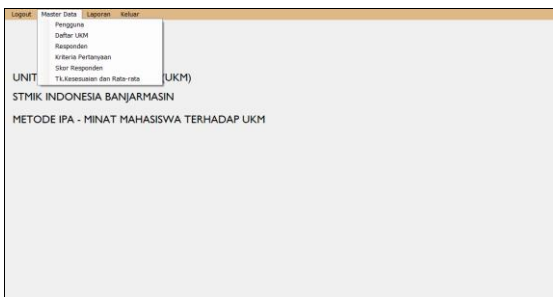 Logout Master Data Laporan Keluar
Pengguna
Daftar UKM
Responden
Kriteria Pertanyaan
Skor Responden
Tk.Kesesuaian dan Rata-rata
UNIT (UKM)
STMIK INDONESIA BANJARMASIN
METODE IPA - MINAT MAHASISWA TERHADAP UKM